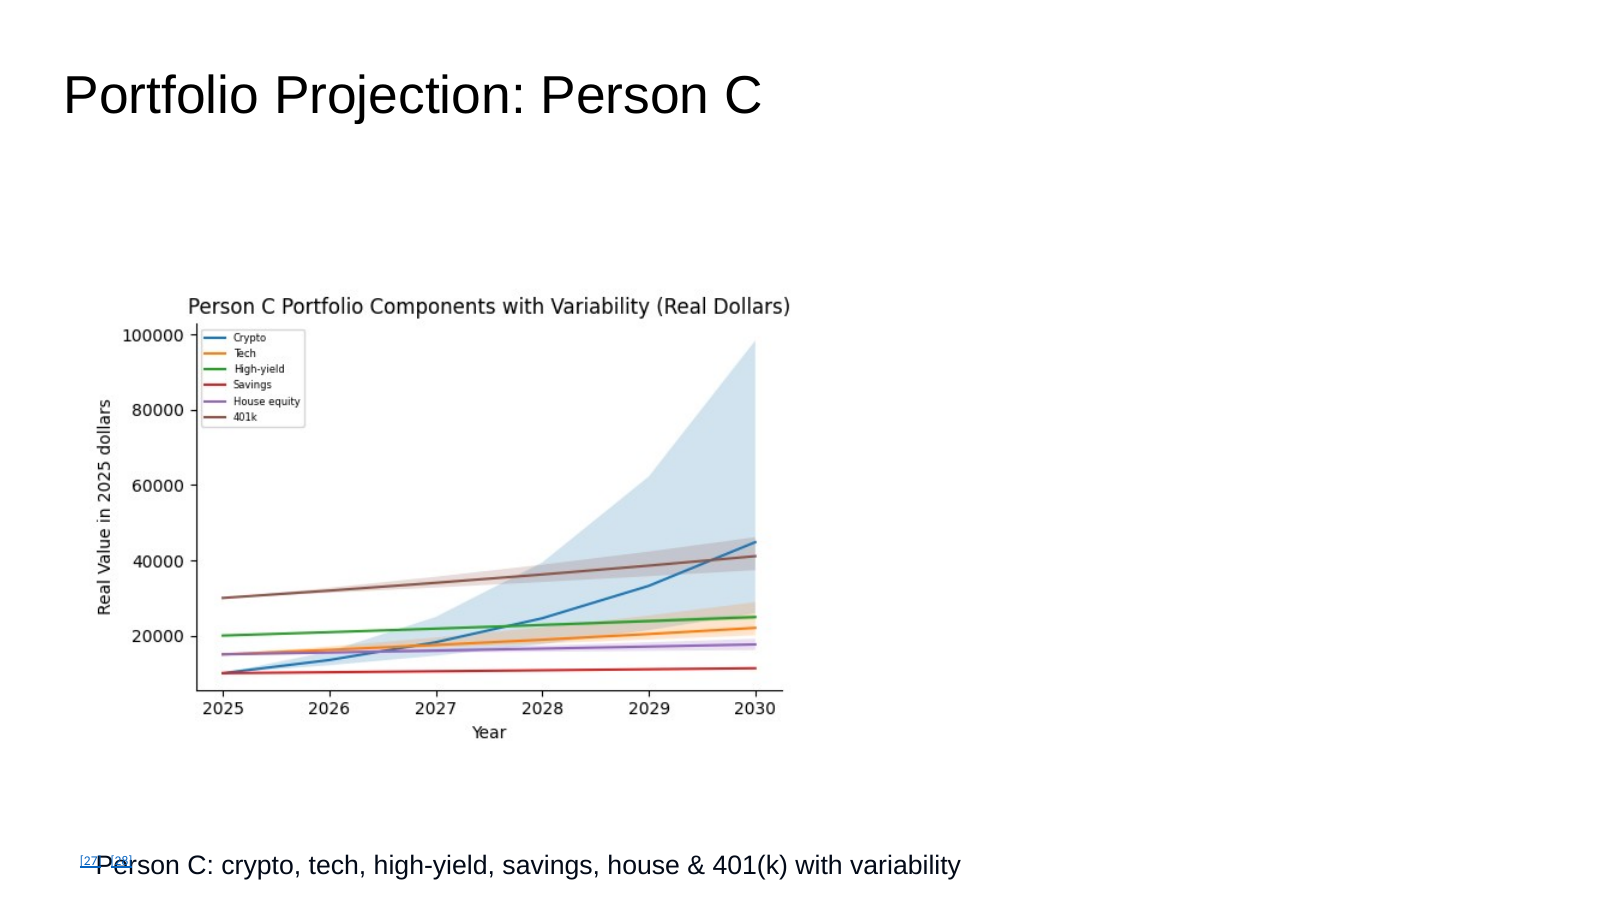 Portfolio Projection: Person C
Person C Portfolio Components with Variability (Real Dollars)
100000
80000
60000
40000
20000
Real Value in 2025 dollars
Crypto
Tech
High-yield
Savings
House equity
401k
2025 2026 2027 2028 2029 2030
Year
[27] [28]
Person C: crypto, tech, high-yield, savings, house & 401(k) with variability